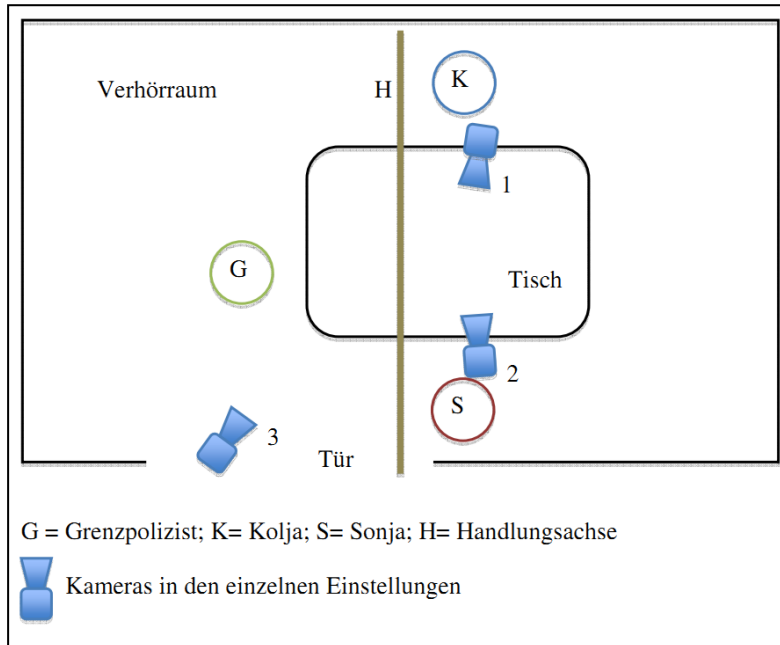 Verhörraum
H
K
1
G
Tisch
2
S
3
Tür
G = Grenzpolizist; K= Kolja; S= Sonja; H= Handlungsachse
Kameras in den einzelnen Einstellungen